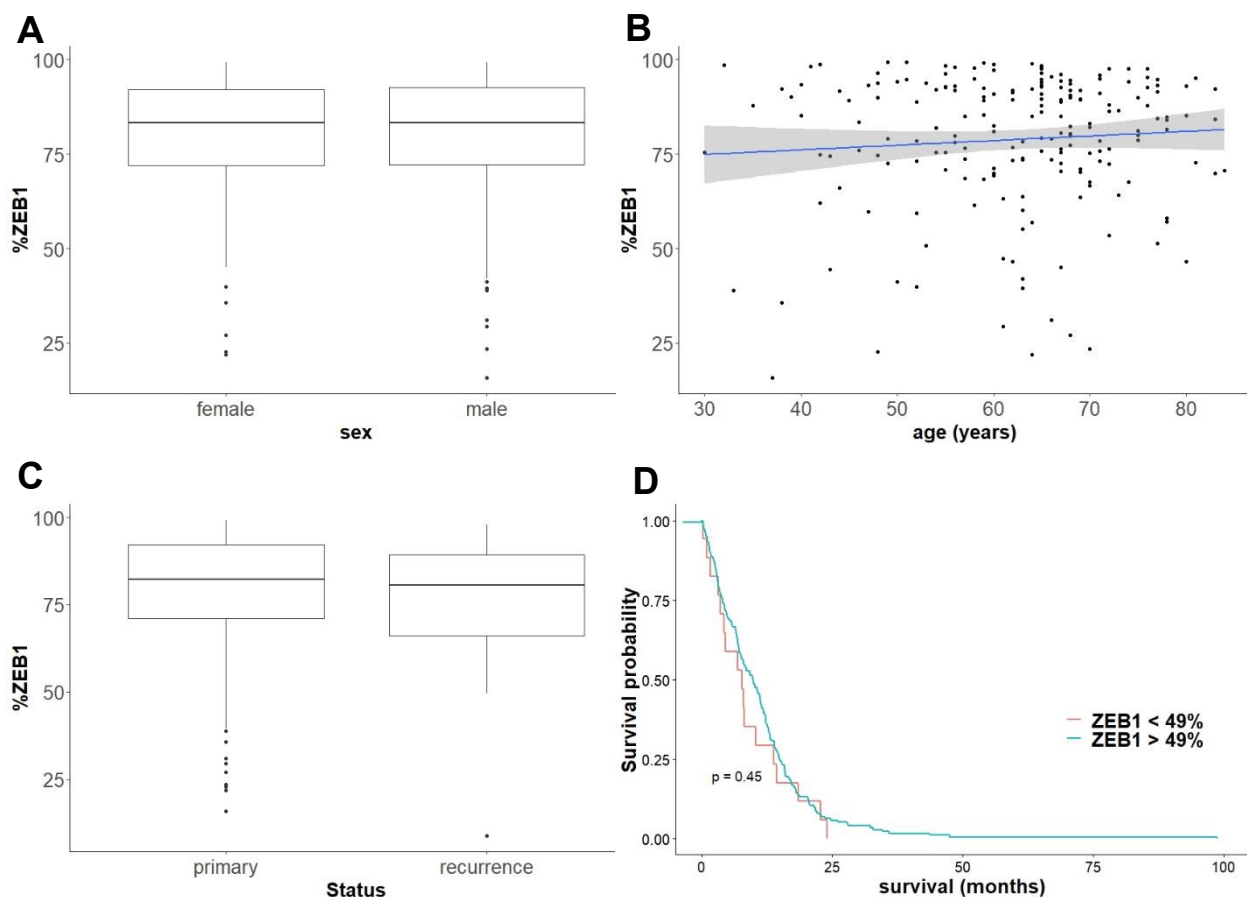 A
100
75
50
25
%ZEB1
female
male
sex
B
100
75
50
25
%ZEB1
30
40
50
60
70
80
age (years)
C
100
75
50
25
%ZEB1
primary
recurrence
Status
D
1.00
0.75
0.50
0.25
0.00
Survival probability
ZEB1 < 49%
ZEB1 > 49%
p = 0.45
0
25
50
75
100
survival (months)